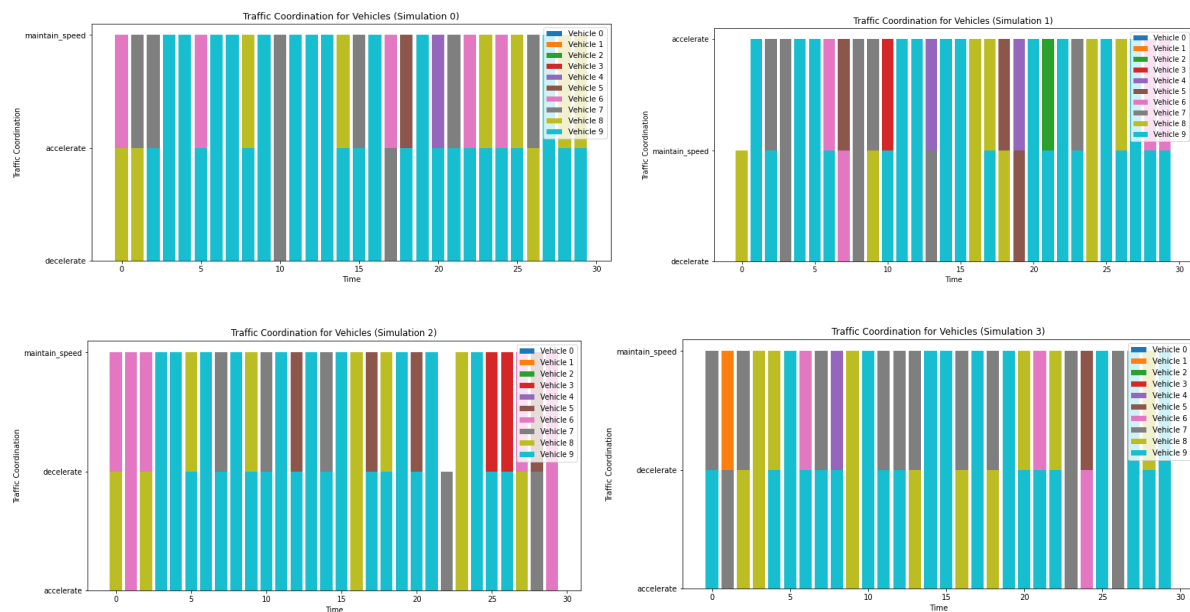 Traffic Coordination for Vehicles (Simulation 0)
maintain_speed
accelerate
decelerate
Traffic Coordination
0 5 10 15 20 25 30
Time
Vehicle 0
Vehicle 1
Vehicle 2
Vehicle 3
Vehicle 4
Vehicle 5
Vehicle 6
Vehicle 7
Vehicle 8
Vehicle 9
Traffic Coordination for Vehicles (Simulation 1)
accelerate
maintain_speed
decelerate
Traffic Coordination
0 5 10 15 20 25 30
Time
Vehicle 0
Vehicle 1
Vehicle 2
Vehicle 3
Vehicle 4
Vehicle 5
Vehicle 6
Vehicle 7
Vehicle 8
Vehicle 9
Traffic Coordination for Vehicles (Simulation 2)
maintain_speed
decelerate
accelerate
Traffic Coordination
0 5 10 15 20 25 30
Time
Vehicle 0
Vehicle 1
Vehicle 2
Vehicle 3
Vehicle 4
Vehicle 5
Vehicle 6
Vehicle 7
Vehicle 8
Vehicle 9
Traffic Coordination for Vehicles (Simulation 3)
maintain_speed
decelerate
accelerate
Traffic Coordination
0 5 10 15 20 25 30
Time
Vehicle 0
Vehicle 1
Vehicle 2
Vehicle 3
Vehicle 4
Vehicle 5
Vehicle 6
Vehicle 7
Vehicle 8
Vehicle 9